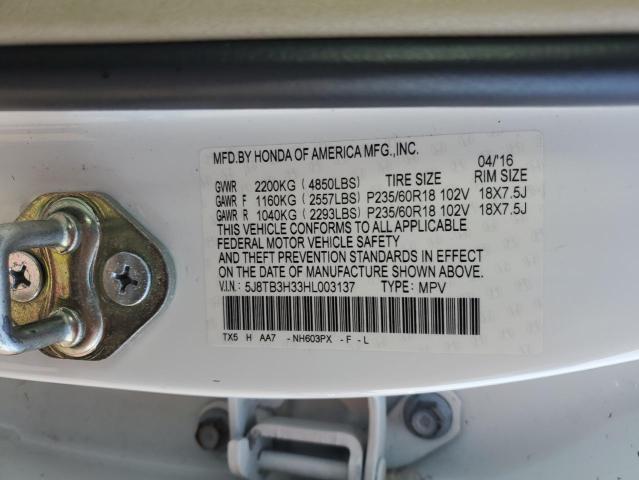 MFD.BY HONDA OF AMERICA MFG.,INC. 04/16
GVWR 2200KG (4850LBS) TIRE SIZE RIM SIZE
GAWR F 1160KG (2557LBS) P235/60R18 102V 18X7.5J
GAWR R 1040KG (2293LBS) P235/60R18 102V 18X7.5J
THIS VEHICLE CONFORMS TO ALL APPLICABLE
FEDERAL MOTOR VEHICLE SAFETY
AND THEFT PREVENTION STANDARDS IN EFFECT
ON THE DATE OF MANUFACTURE SHOWN ABOVE.
V.I.N.: 5J8TB3H33HL003137 TYPE: MPV
TX5 H AA7 -NH603PX -F -L